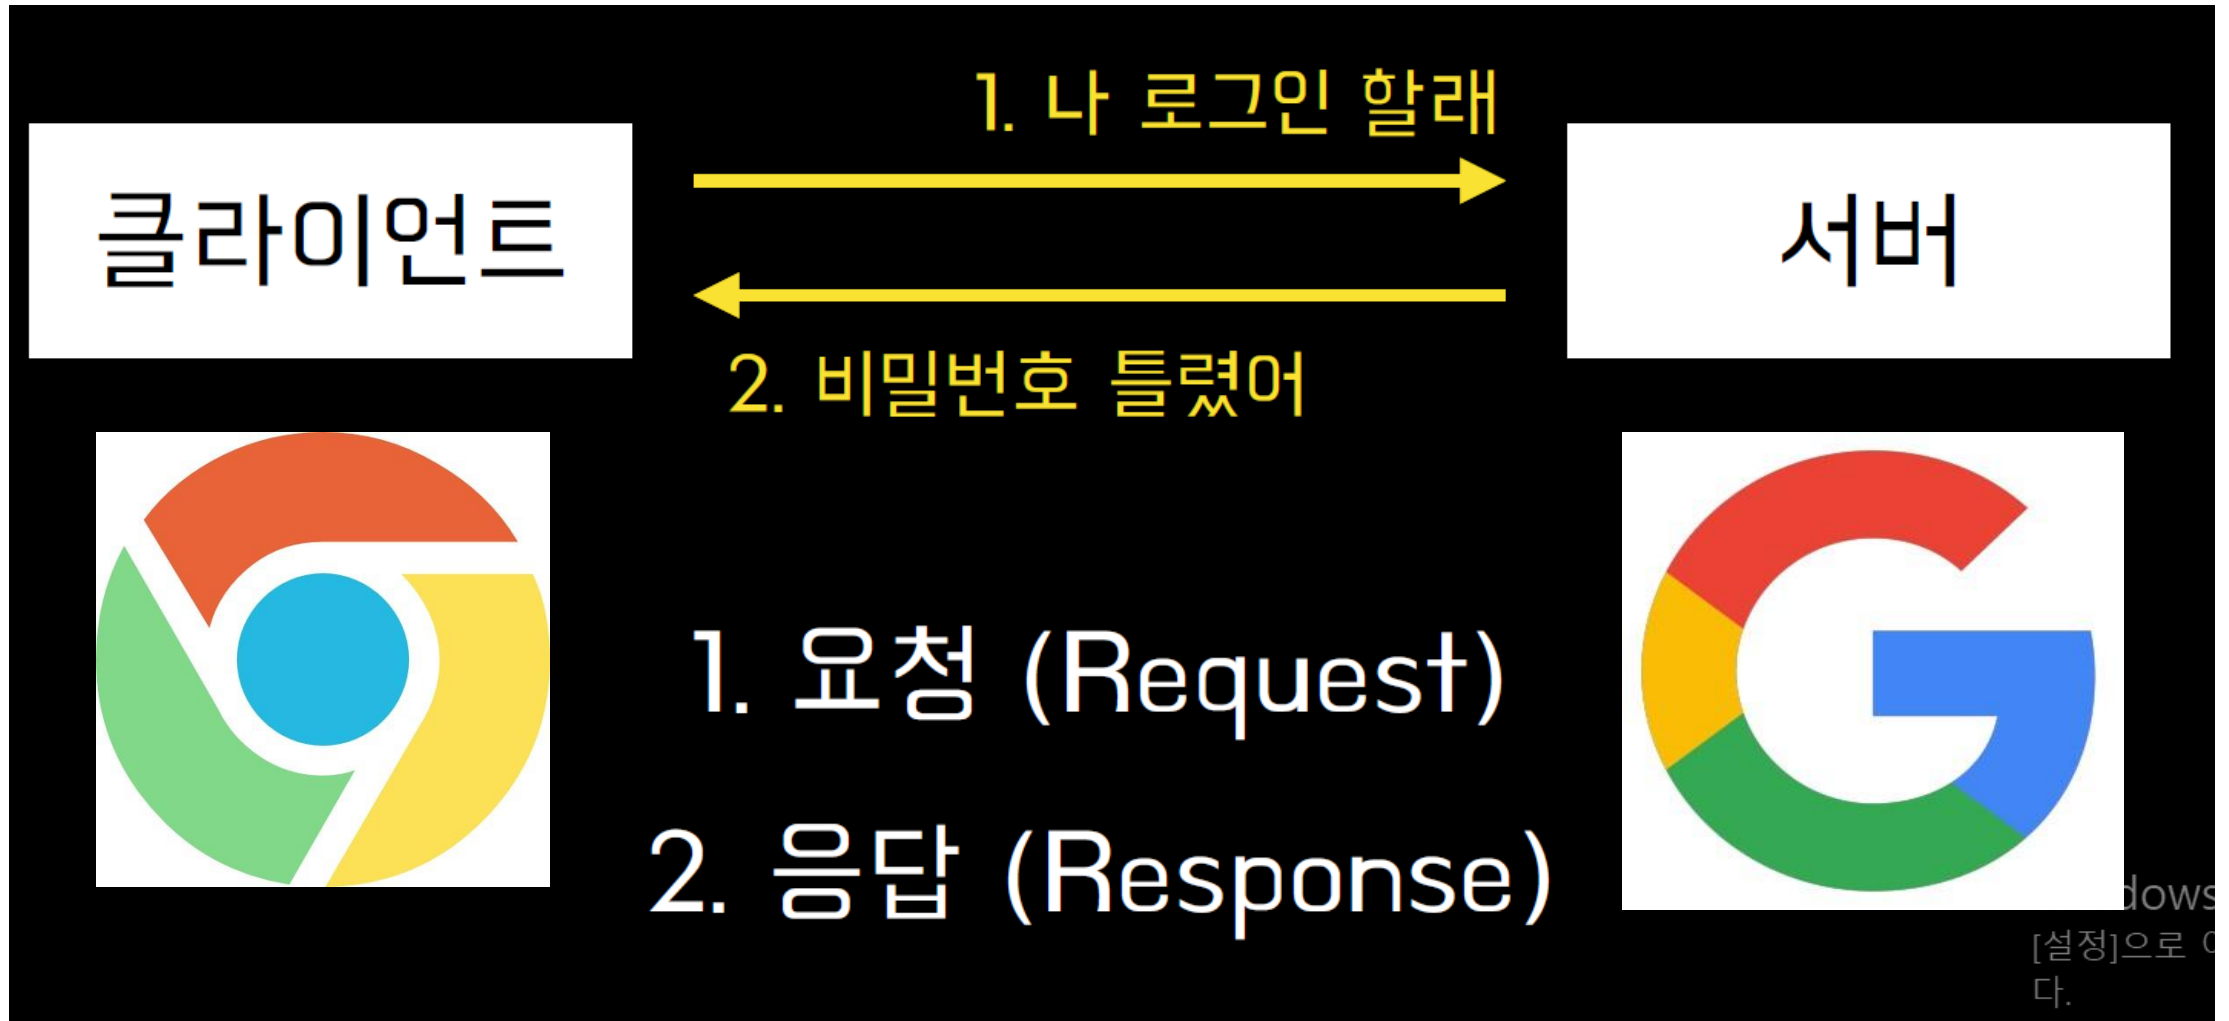 1. 나 로그인 할래
클라이언트
서버
2. 비밀번호 틀렸어
1. 요청 (Request)
2. 응답 (Response)
[설정]으로
다.